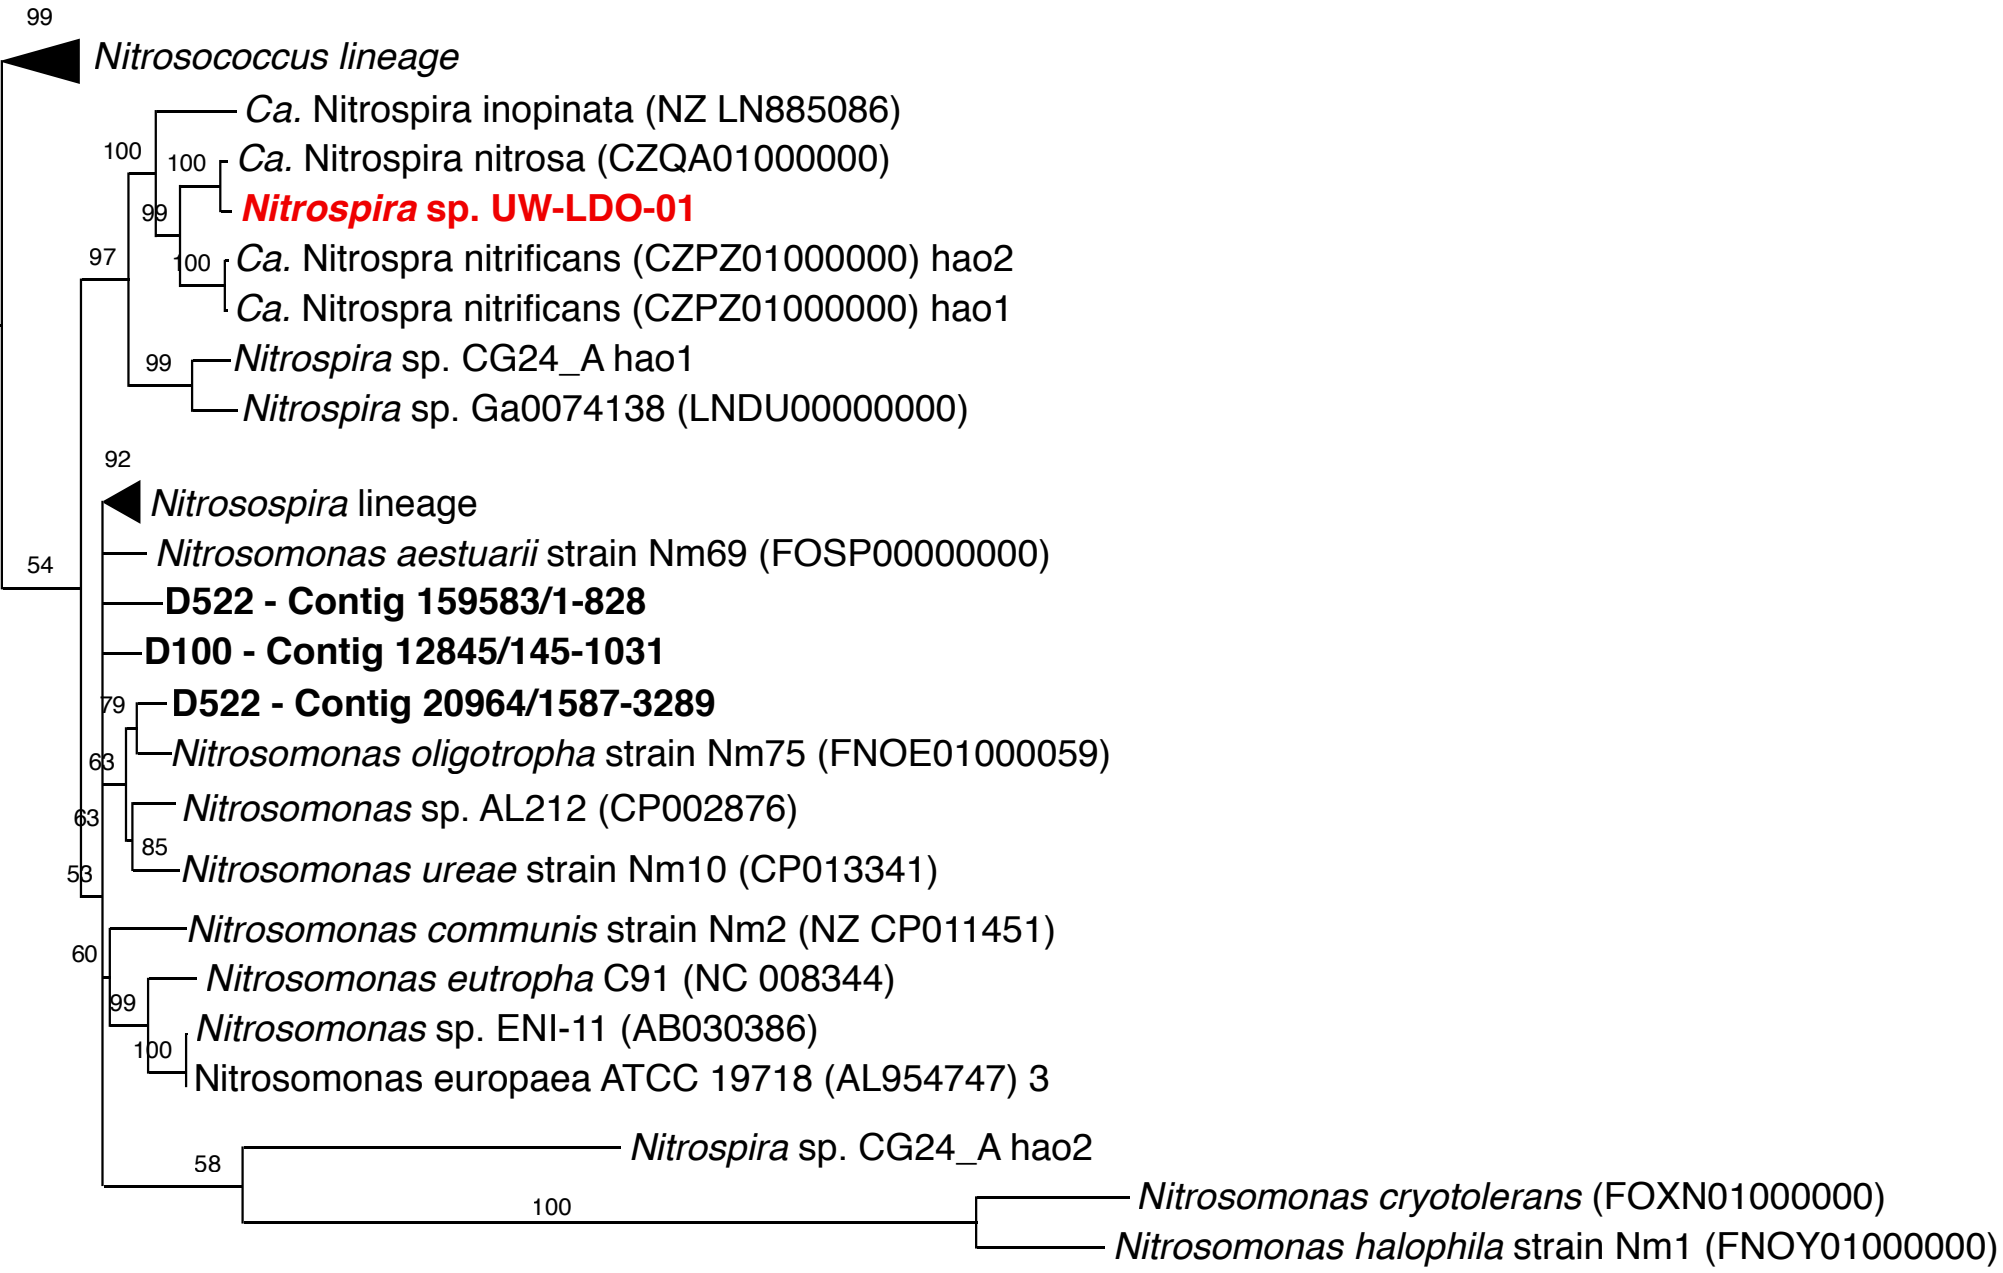 99
Nitrosococcus lineage
Ca. Nitrospira inopinata (NZ LN885086)
100
100
Ca. Nitrospira nitrosa (CZQA01000000)
99
Nitrospira sp. UW-LDO-01
97
100
Ca. Nitrospra nitrificans (CZPZ01000000) hao2
Ca. Nitrospra nitrificans (CZPZ01000000) hao1
99
Nitrospira sp. CG24_A hao1
Nitrospira sp. Ga0074138 (LNDU00000000)
92
Nitrosospira lineage
54
Nitrosomonas aestuarii strain Nm69 (FOSP00000000)
D522 - Contig 159583/1-828
D100 - Contig 12845/145-1031
79
D522 - Contig 20964/1587-3289
63
Nitrosomonas oligotropha strain Nm75 (FNOE01000059)
63
Nitrosomonas sp. AL212 (CP002876)
85
53
Nitrosomonas ureae strain Nm10 (CP013341)
Nitrosomonas communis strain Nm2 (NZ CP011451)
60
Nitrosomonas eutropha C91 (NC 008344)
99
Nitrosomonas sp. ENI-11 (AB030386)
100
Nitrosomonas europaea ATCC 19718 (AL954747) 3
58
Nitrospira sp. CG24_A hao2
100
Nitrosomonas cryotolerans (FOXN01000000)
Nitrosomonas halophila strain Nm1 (FNOY01000000)